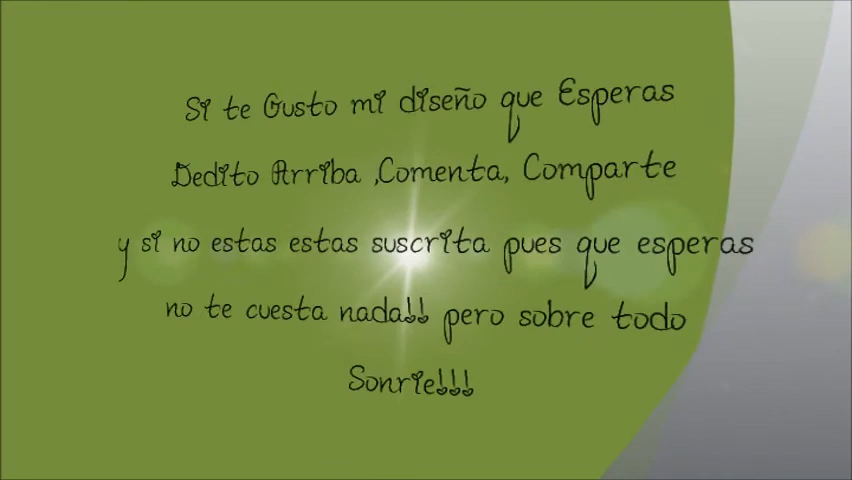 Si te Gusto mi diseño que Esperas
Dedito Arriba ,Comenta, Comparte
y si no estas estas suscrita pues que esperas
no te cuesta nada!! pero sobre todo
Sonrie!!!